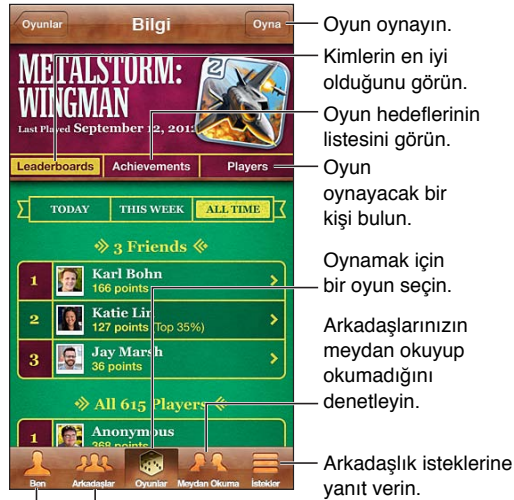 Oyunlar
Bilgi
Oyna
METALSTORM:
WINGMAN
Last Played September 12, 2012
2
Leaderboards
Achievements
Players
TODAY
THIS WEEK
ALL TIME
3 Friends
1
Karl Bohn
166 points
2
Katie Lin
127 points (Top 35%)
3
Jay Marsh
36 points
All 615 Players
1
Anonymous
368 points
Ben
Arkadaşlar
Oyunlar
Meydan Okuma
İstekler
Oyun oynayın.
Kimlerin en iyi
olduğunu görün.
Oyun hedeflerinin
listesini görün.
Oyun
oynayacak bir
kişi bulun.
Oynamak için
bir oyun seçin.
Arkadaşlarınızın
meydan okuyup
okumadığını
denetleyin.
Arkadaşlık isteklerine
yanıt verin.